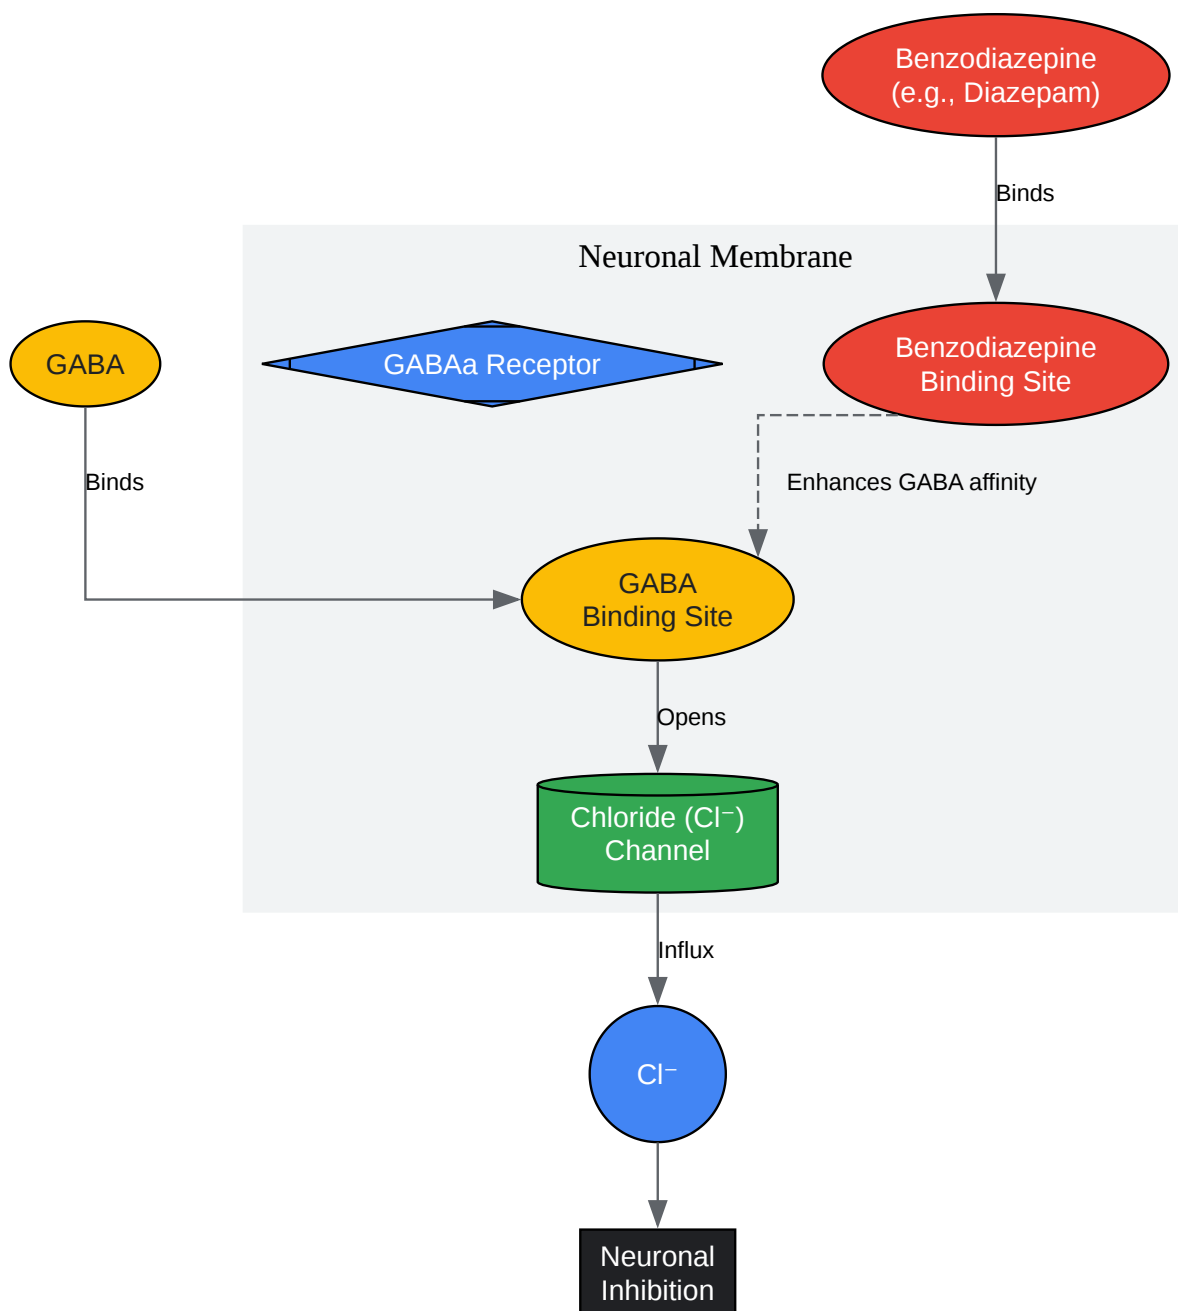 Benzodiazepine
(e.g., Diazepam)
Binds
Neuronal Membrane
GABA
GABAa Receptor
Benzodiazepine
Binding Site
Binds
Enhances GABA affinity
GABA
Binding Site
Opens
Chloride (Cl⁻)
Channel
Influx
Cl⁻
Neuronal
Inhibition